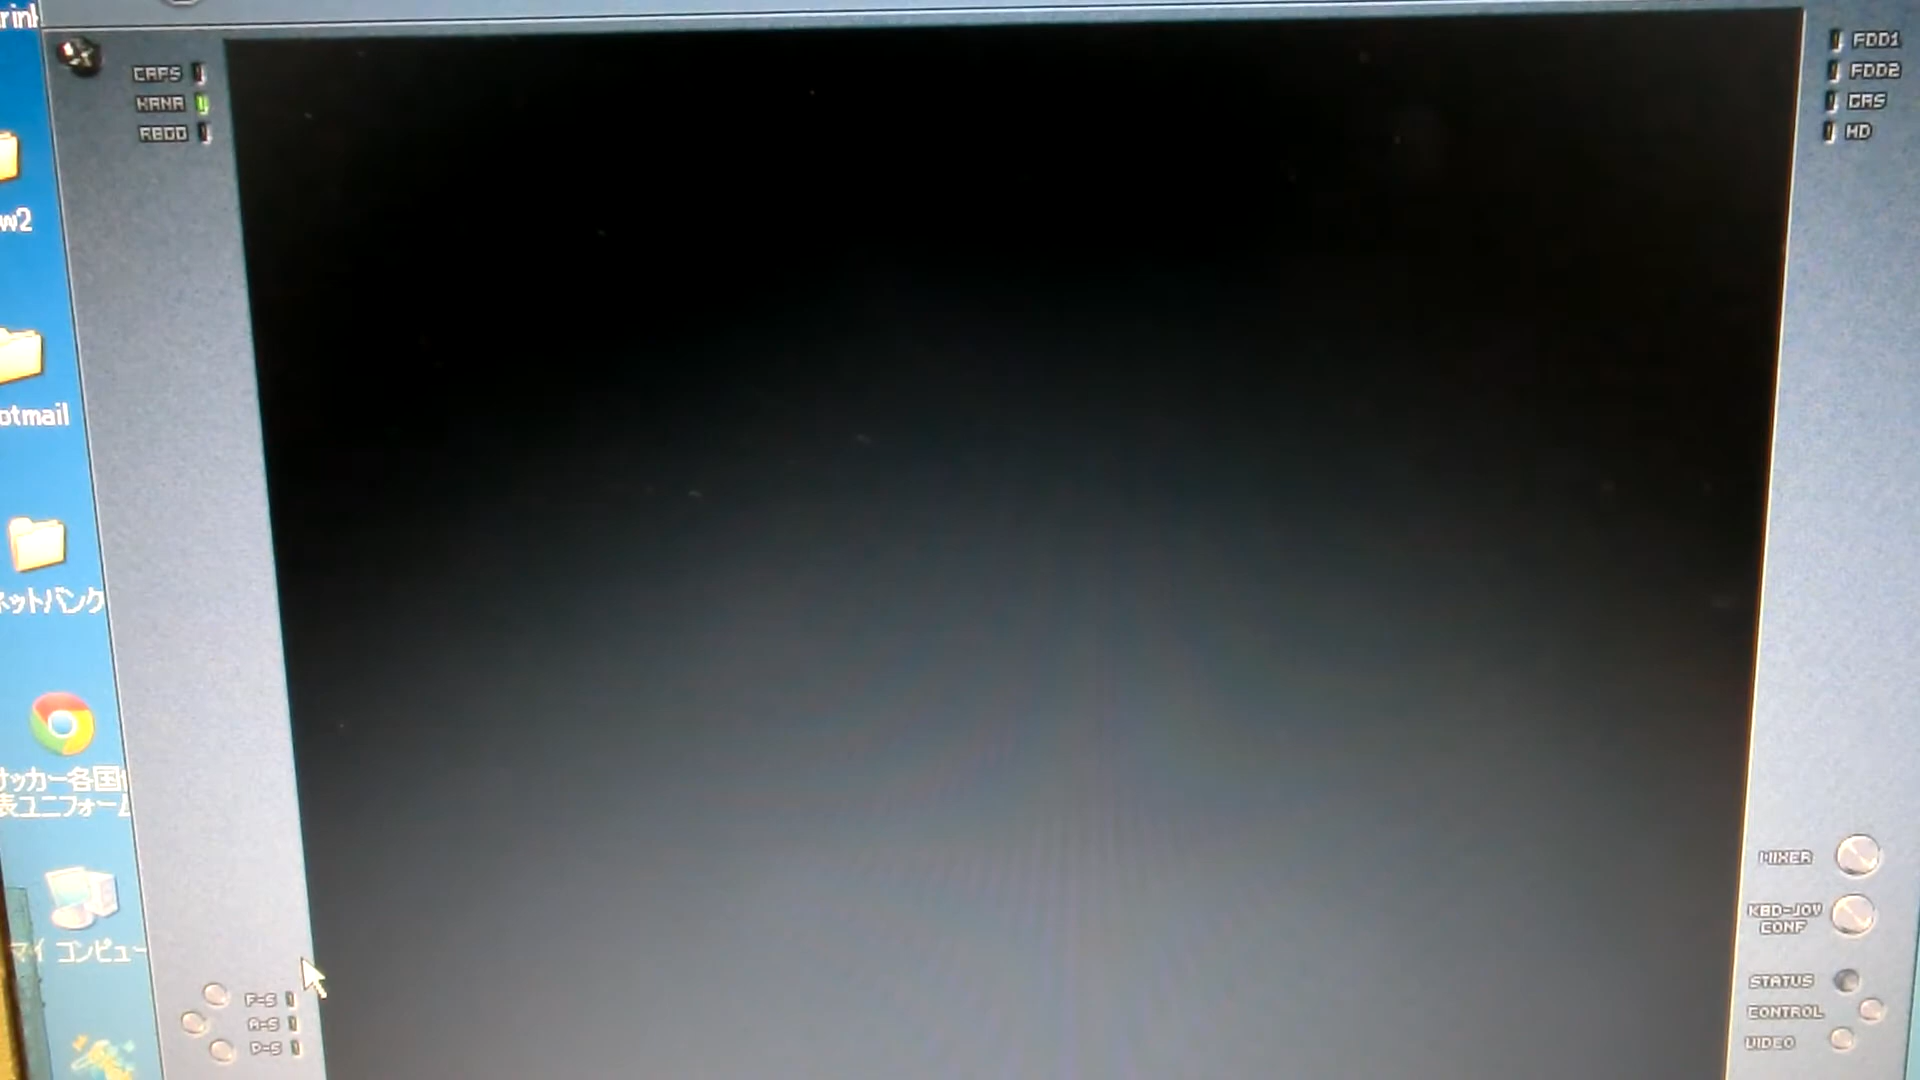 CAPS
KANA
FDD1
FDD2
CAS
HD
w2
otmail
ネットバンク
サッカー各国
表ユニフォーム
マイ コンピュー
MIXER
KBD-JOY
CONF
STATUS
CONTROL
VIDEO
F=S
A=S
D=S